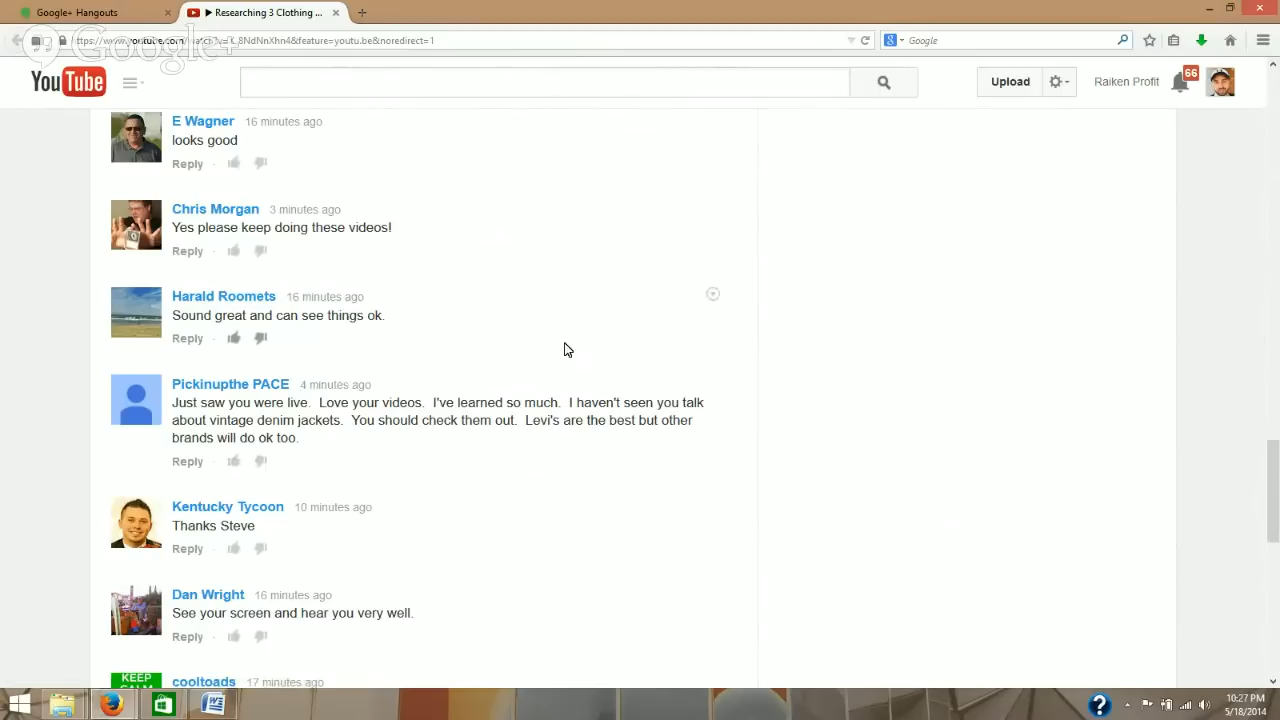 Google+ Hangouts
Researching 3 Clothing ...
Google+
Google
YouTube
Upload
Raiken Profit
66
E Wagner 16 minutes ago
looks good
Reply
Chris Morgan 3 minutes ago
Yes please keep doing these videos!
Reply
Harald Roomets 16 minutes ago
Sound great and can see things ok.
Reply
Pickinupthe PACE 4 minutes ago
Just saw you were live. Love your videos. I've learned so much. I haven't seen you talk
about vintage denim jackets. You should check them out. Levi's are the best but other
brands will do ok too.
Reply
Kentucky Tycoon 10 minutes ago
Thanks Steve
Reply
Dan Wright 16 minutes ago
See your screen and hear you very well.
Reply
KEEP
cooltoads 17 minutes ago
10:27 PM
5/18/2014